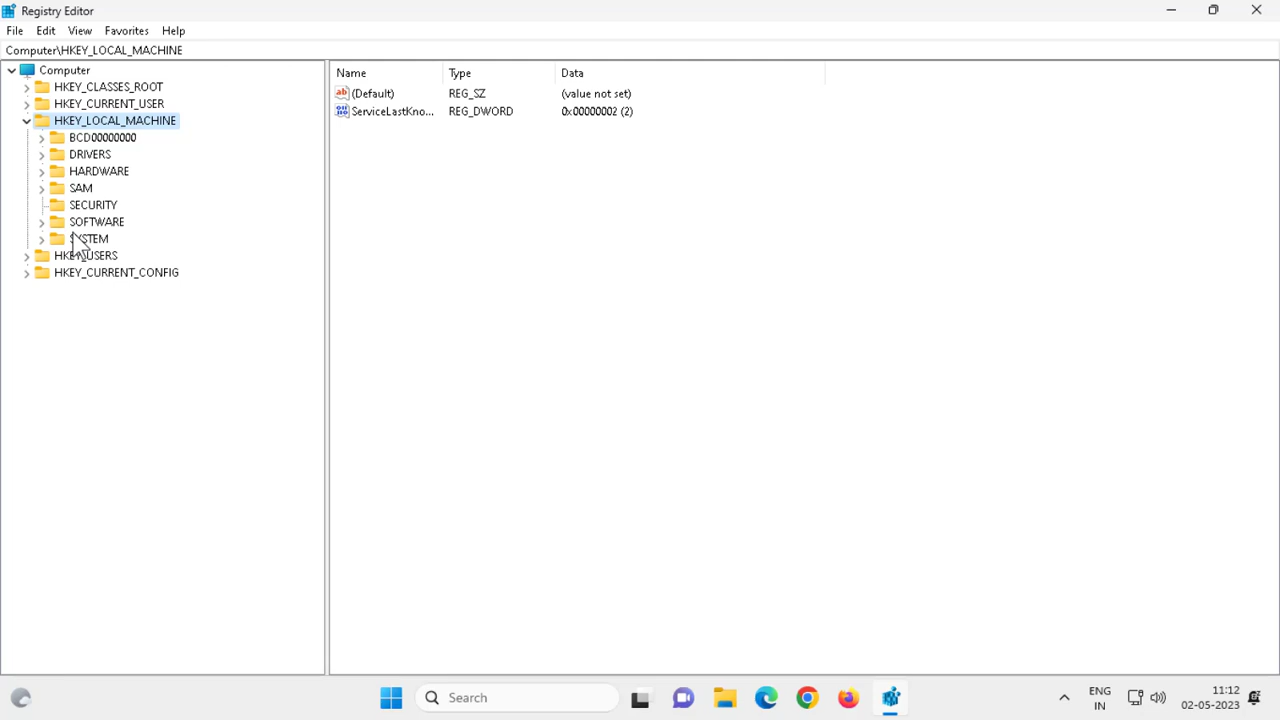 Registry Editor
File Edit View Favorites Help
Computer\HKEY_LOCAL_MACHINE
Computer
HKEY_CLASSES_ROOT
HKEY_CURRENT_USER
HKEY_LOCAL_MACHINE
BCD00000000
DRIVERS
HARDWARE
SAM
SECURITY
SOFTWARE
SYSTEM
HKEY_USERS
HKEY_CURRENT_CONFIG
Name Type Data
(Default) REG_SZ (value not set)
ServiceLastKno... REG_DWORD 0x00000002 (2)
Search
ENG
IN
11:12
02-05-2023